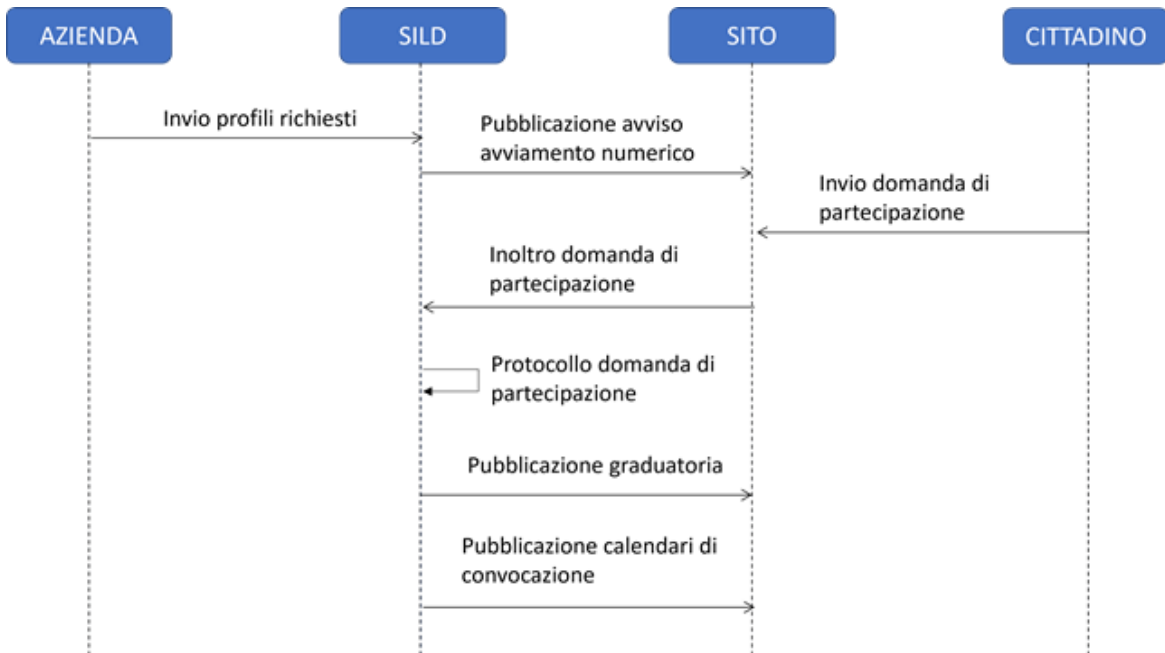 AZIENDA
SILD
SITO
CITTADINO
Invio profili richiesti
Pubblicazione avviso
avviamento numerico
Invio domanda di
partecipazione
Inoltro domanda di
partecipazione
Protocollo domanda di
partecipazione
Pubblicazione graduatoria
Pubblicazione calendari di
convocazione